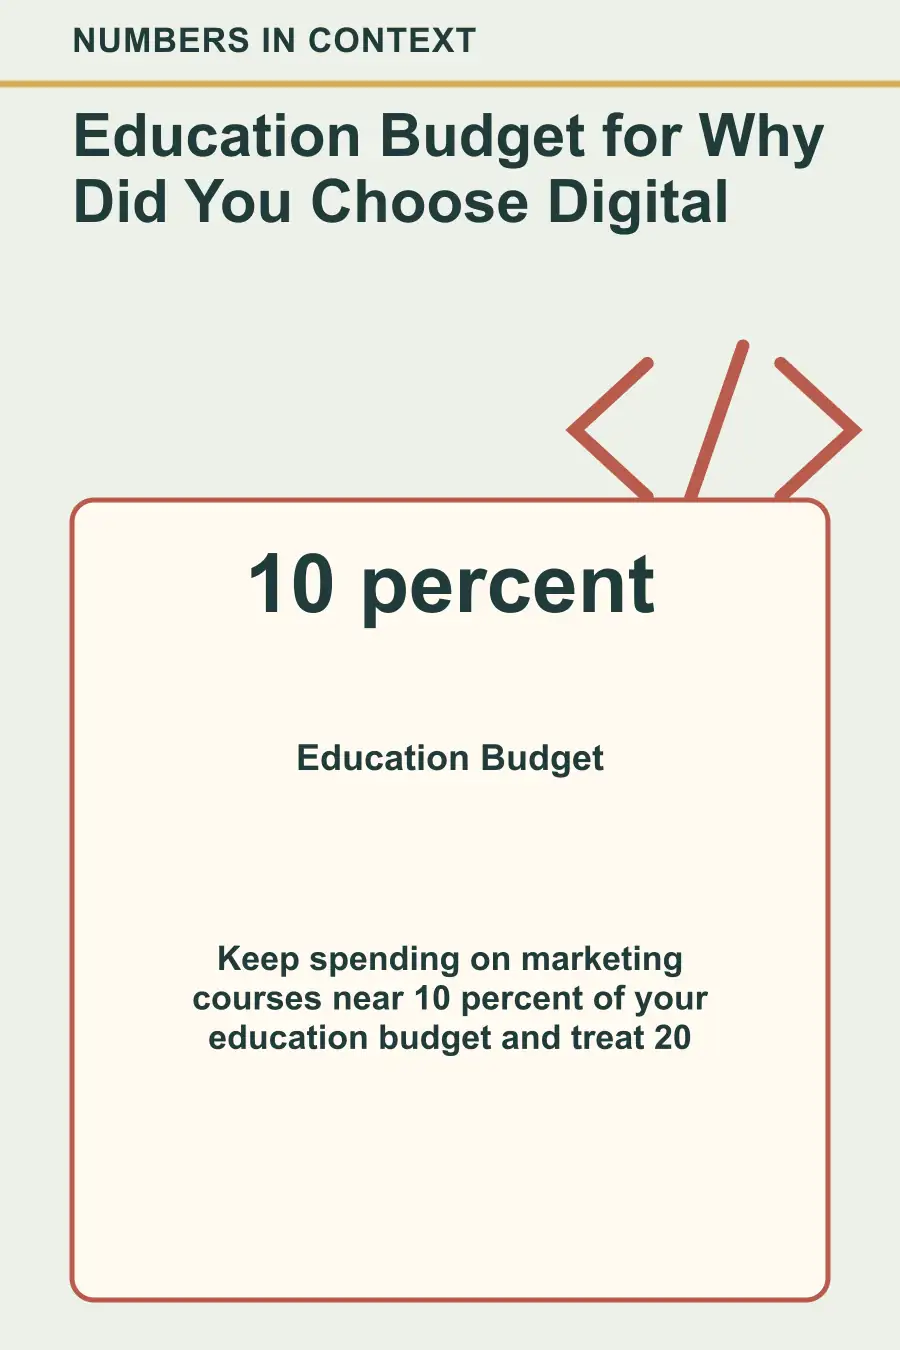 NUMBERS IN CONTEXT
Education Budget for Why
Did You Choose Digital
10 percent
Education Budget
Keep spending on marketing
courses near 10 percent of your
education budget and treat 20